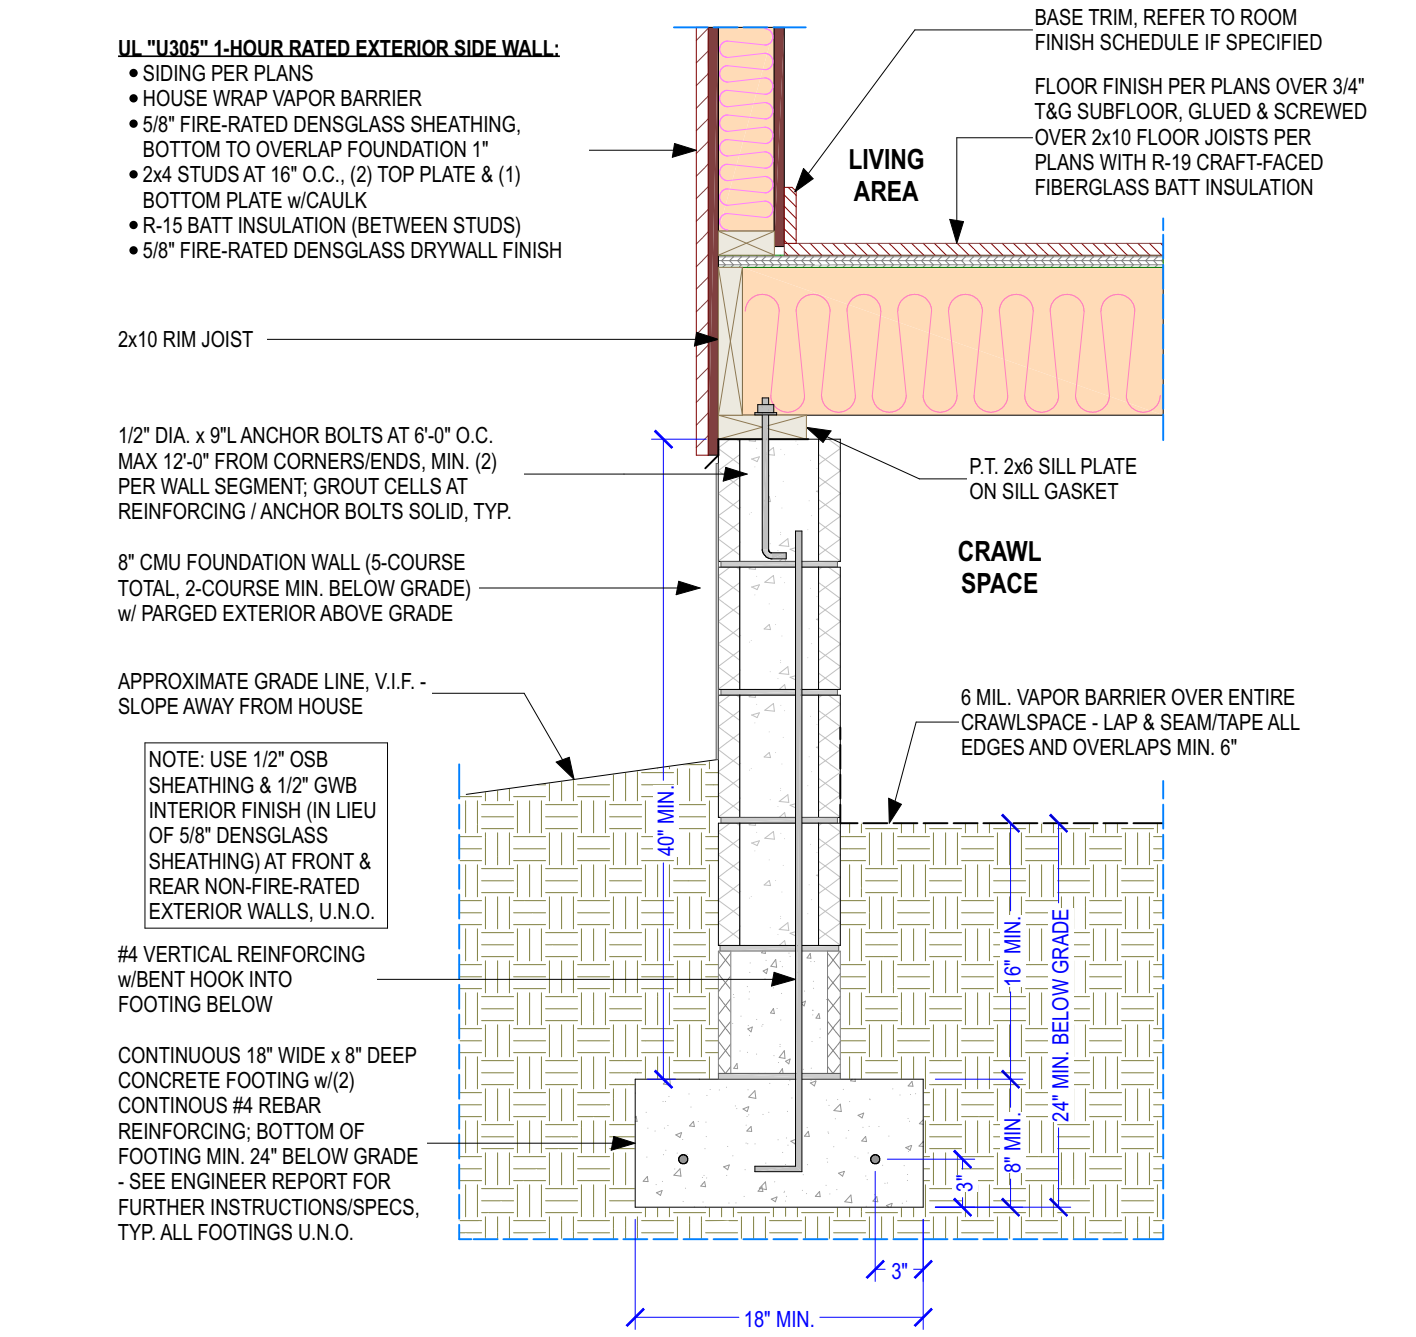 UL "U305" 1-HOUR RATED EXTERIOR SIDE WALL:
• SIDING PER PLANS
• HOUSE WRAP VAPOR BARRIER
• 5/8" FIRE-RATED DENSGLASS SHEATHING,
BOTTOM TO OVERLAP FOUNDATION 1"
• 2x4 STUDS AT 16" O.C., (2) TOP PLATE & (1)
BOTTOM PLATE w/CAULK
• R-15 BATT INSULATION (BETWEEN STUDS)
• 5/8" FIRE-RATED DENSGLASS DRYWALL FINISH
BASE TRIM, REFER TO ROOM
FINISH SCHEDULE IF SPECIFIED
FLOOR FINISH PER PLANS OVER 3/4"
T&G SUBFLOOR, GLUED & SCREWED
OVER 2x10 FLOOR JOISTS PER
PLANS WITH R-19 CRAFT-FACED
FIBERGLASS BATT INSULATION
LIVING
AREA
2x10 RIM JOIST
1/2" DIA. x 9"L ANCHOR BOLTS AT 6'-0" O.C.
MAX 12'-0" FROM CORNERS/ENDS, MIN. (2)
PER WALL SEGMENT; GROUT CELLS AT
REINFORCING / ANCHOR BOLTS SOLID, TYP.
P.T. 2x6 SILL PLATE
ON SILL GASKET
CRAWL
SPACE
8" CMU FOUNDATION WALL (5-COURSE
TOTAL, 2-COURSE MIN. BELOW GRADE)
w/ PARGED EXTERIOR ABOVE GRADE
APPROXIMATE GRADE LINE, V.I.F. -
SLOPE AWAY FROM HOUSE
6 MIL. VAPOR BARRIER OVER ENTIRE
CRAWLSPACE - LAP & SEAM/TAPE ALL
EDGES AND OVERLAPS MIN. 6"
NOTE: USE 1/2" OSB
SHEATHING & 1/2" GWB
INTERIOR FINISH (IN LIEU
OF 5/8" DENSGLASS
SHEATHING) AT FRONT &
REAR NON-FIRE-RATED
EXTERIOR WALLS, U.N.O.
40" MIN.
#4 VERTICAL REINFORCING
w/BENT HOOK INTO
FOOTING BELOW
16" MIN.
24" MIN. BELOW GRADE
CONTINUOUS 18" WIDE x 8" DEEP
CONCRETE FOOTING w/(2)
CONTINOUS #4 REBAR
REINFORCING; BOTTOM OF
FOOTING MIN. 24" BELOW GRADE
- SEE ENGINEER REPORT FOR
FURTHER INSTRUCTIONS/SPECS,
TYP. ALL FOOTINGS U.N.O.
8" MIN.
3"
3"
18" MIN.